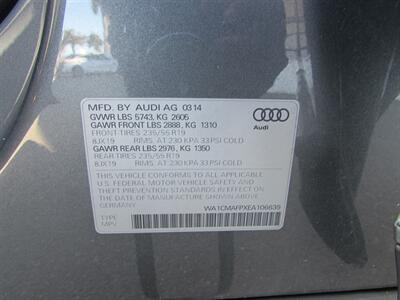 MFD. BY AUDI AG 03 14
GVWR LBS 5743, KG 2605
GAWR FRONT LBS 2888, KG 1310
FRONT-TIRES 235/55 R19
8JX19 RIMS AT 230 KPA 33 PSI COLD
GAWR REAR LBS 2976, KG 1350
REAR TIRES 235/55 R19
8JX19 RIMS AT 230 KPA 33 PSI COLD
Audi
THIS VEHICLE CONFORMS TO ALL APPLICABLE
U.S. FEDERAL MOTOR VEHICLE SAFETY AND
THEFT PREVENTION STANDARDS IN EFFECT ON
THE DATE OF MANUFACTURE SHOWN ABOVE
GERMANY
WA1CMAFPXEA106639
TYPE
MPV